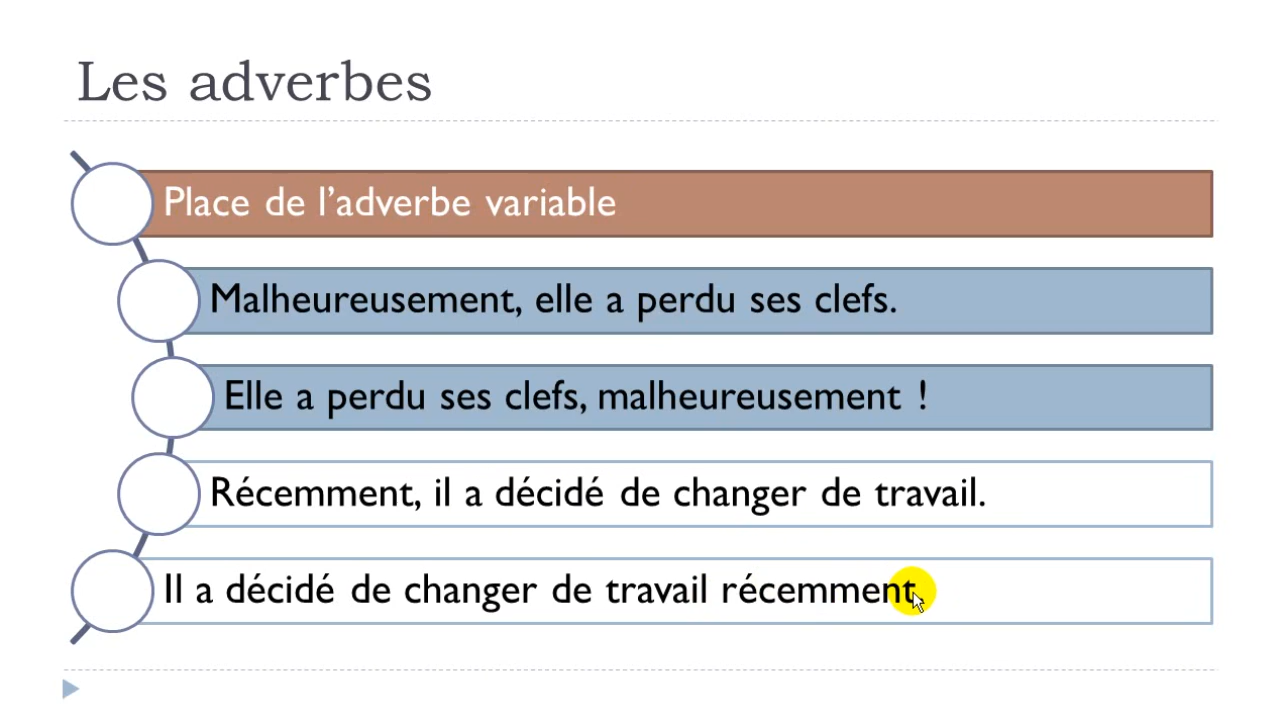 Les adverbes
Place de l’adverbe variable
Malheureusement, elle a perdu ses clefs.
Elle a perdu ses clefs, malheureusement !
Récemment, il a décidé de changer de travail.
Il a décidé de changer de travail récemment.